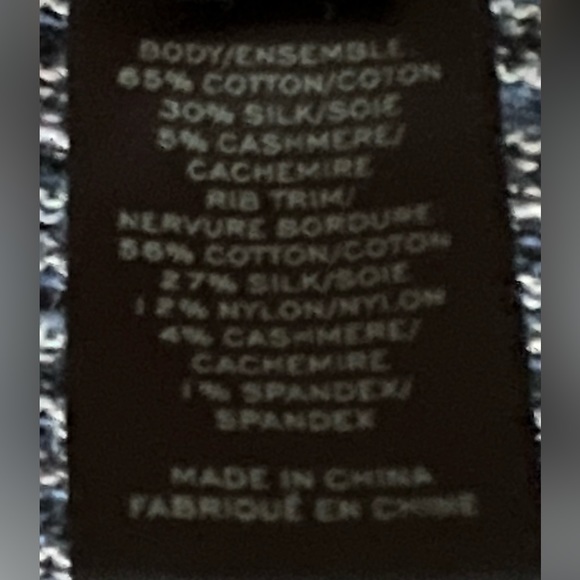 BODY/ENSEMBLE:
65% COTTON/COTON
30% SILK/SOIE
5% CASHMERE/
CACHEMIRE
RIB TRIM/
NERVURE BORDURE:
56% COTTON/COTON
27% SILK/SOIE
12% NYLON/NYLON
4% CASHMERE/
CACHEMIRE
1% SPANDEX/
SPANDEX
MADE IN CHINA
FABRIQUÉ EN CHINE